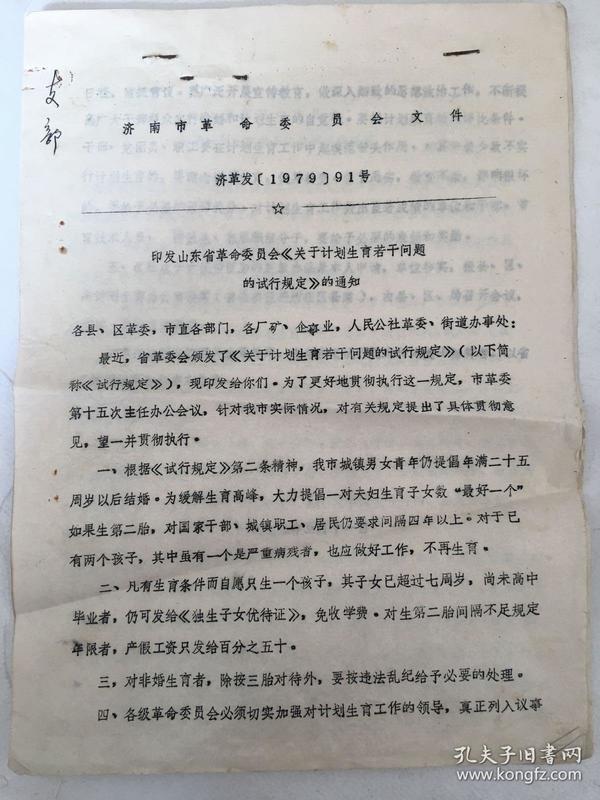 支部
济南市革命委员会文件
济革发〔1979〕91号
印发山东省革命委员会《关于计划生育若干问题
的试行规定》的通知
各县、区革委，市直各部门，各厂矿、企事业，人民公社革委、街道办事处：
最近，省革委会颁发了《关于计划生育若干问题的试行规定》（以下简
称《试行规定》），现印发给你们。为了更好地贯彻执行这一规定，市革委
第十五次主任办公会议，针对我市实际情况，对有关规定提出了具体贯彻意
见，望一并贯彻执行。
一、根据《试行规定》第二条精神，我市城镇男女青年仍提倡年满二十五
周岁以后结婚。为缓解生育高峰，大力提倡一对夫妇生育子女数“最好一个”
如果生第二胎，对国家干部、城镇职工、居民仍要求间隔四年以上。对于已
有两个孩子，其中虽有一个是严重病残者，也应做好工作，不再生育。
二、凡有生育条件而自愿只生一个孩子，其子女已超过七周岁，尚未高中
毕业者，仍可发给《独生子女优待证》，免收学费。对生第二胎间隔不足规定
年限者，产假工资只发给百分之五十。
三，对非婚生育者，除按三胎对待外，要按违法乱纪给予必要的处理。
四、各级革命委员会必须切实加强对计划生育工作的领导，真正列入议事
孔夫子旧书网
www.kongfz.com